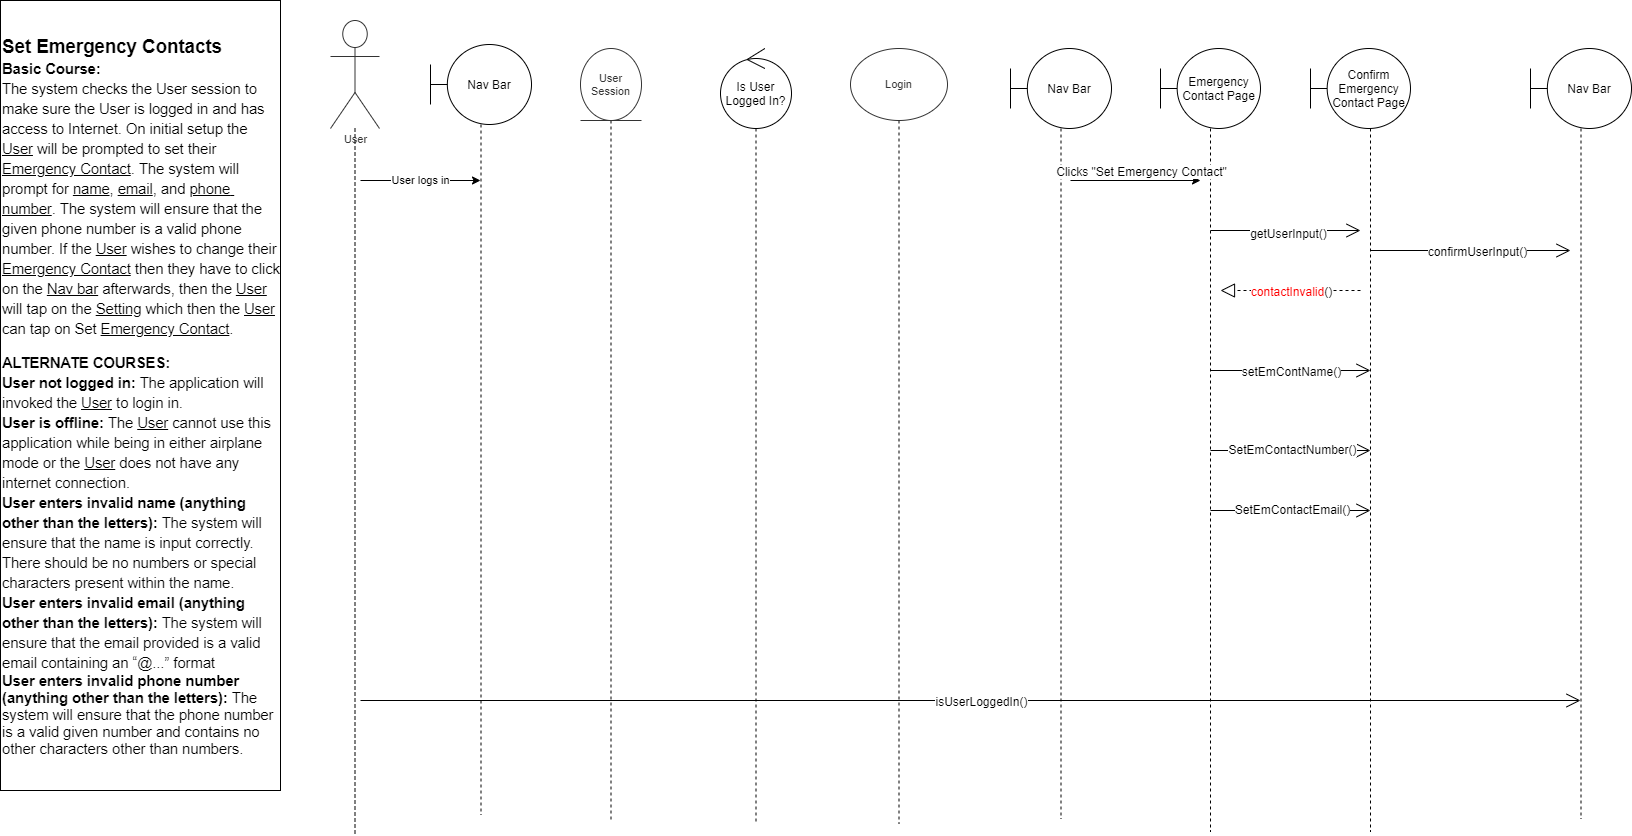 Set Emergency Contacts
Basic Course:
The system checks the User session to
make sure the User is logged in and has
access to Internet. On initial setup the
User will be prompted to set their
Emergency Contact. The system will
prompt for name, email, and phone
number. The system will ensure that the
given phone number is a valid phone
number. If the User wishes to change their
Emergency Contact then they have to click
on the Nav bar afterwards, then the User
will tap on the Setting which then the User
can tap on Set Emergency Contact.
ALTERNATE COURSES:
User not logged in: The application will
invoked the User to login in.
User is offline: The User cannot use this
application while being in either airplane
mode or the User does not have any
internet connection.
User enters invalid name (anything
other than the letters): The system will
ensure that the name is input correctly.
There should be no numbers or special
characters present within the name.
User enters invalid email (anything
other than the letters): The system will
ensure that the email provided is a valid
email containing an “@...” format
User enters invalid phone number
(anything other than the letters): The
system will ensure that the phone number
is a valid given number and contains no
other characters other than numbers.
User
Nav Bar
User
Session
Is User
Logged In?
Login
Nav Bar
Emergency
Contact Page
Confirm
Emergency
Contact Page
Nav Bar
User logs in
Clicks "Set Emergency Contact"
getUserInput()
confirmUserInput()
contactInvalid()
setEmContName()
SetEmContactNumber()
SetEmContactEmail()
isUserLoggedIn()